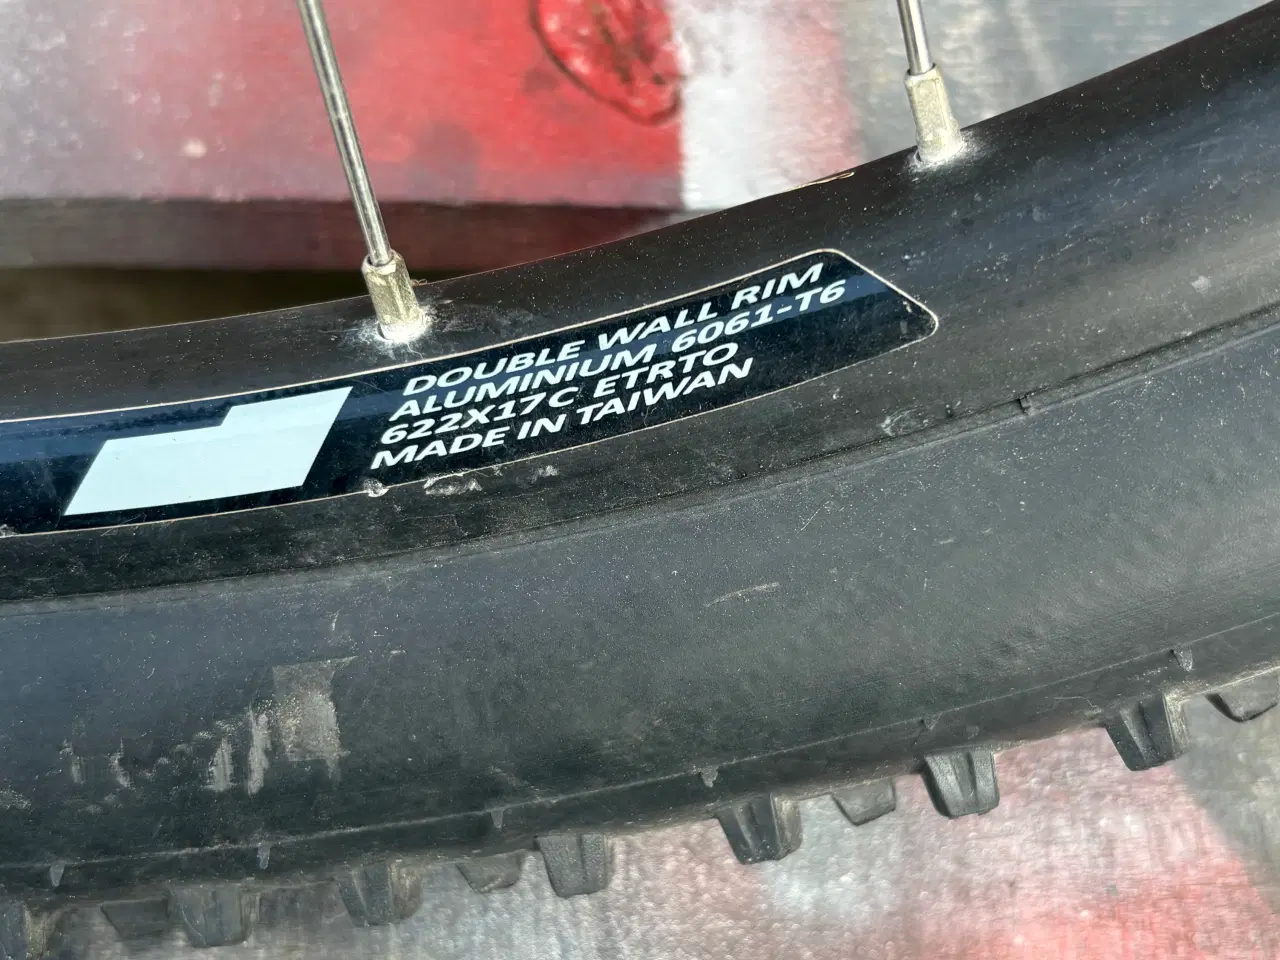 DOUBLE WALL RIM
ALUMINIUM 6061-T6
622X17C ETRTO
MADE IN TAIWAN